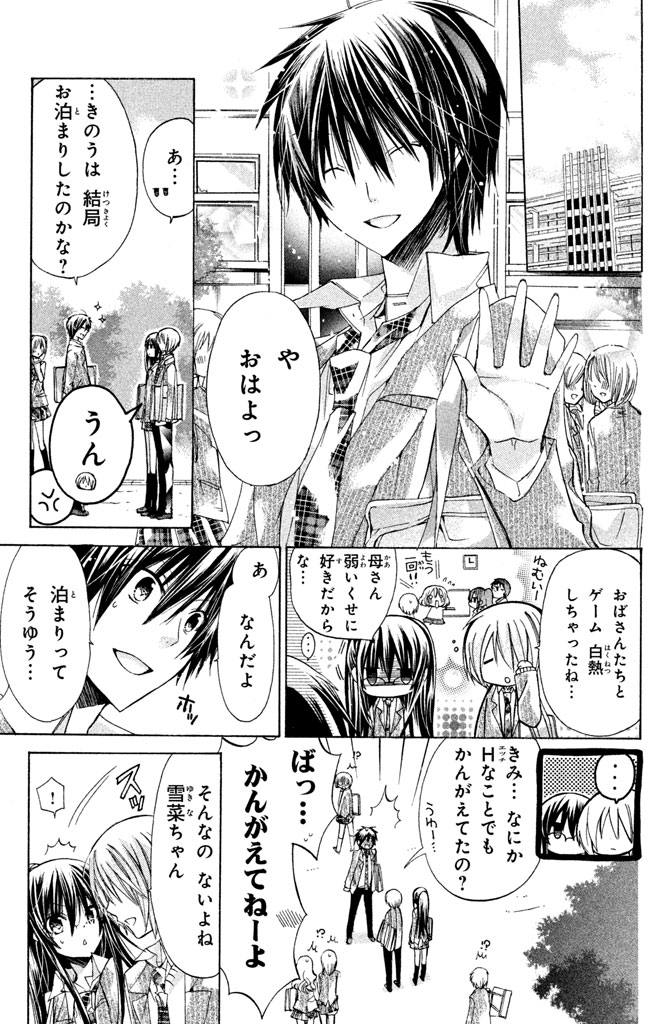 や
おはよっ
あ…
…きのうは 結局
お泊まりしたのかな?
うん
おばさんたちと
ゲーム 白熱
しちゃったね…
ねむいー
もう
一回!!
母さん
弱いくせに
好きだから
な…
…
あ
なんだよ
ホッ
泊まりって
そうゆう…
…
きみ… なにか
Hなことでも
かんがえてたの?
うゎー…
!?
!?
!?
!?
ばっ…
かんがえてねーよ
そんなの ないよね
雪菜ちゃん
スッ
!